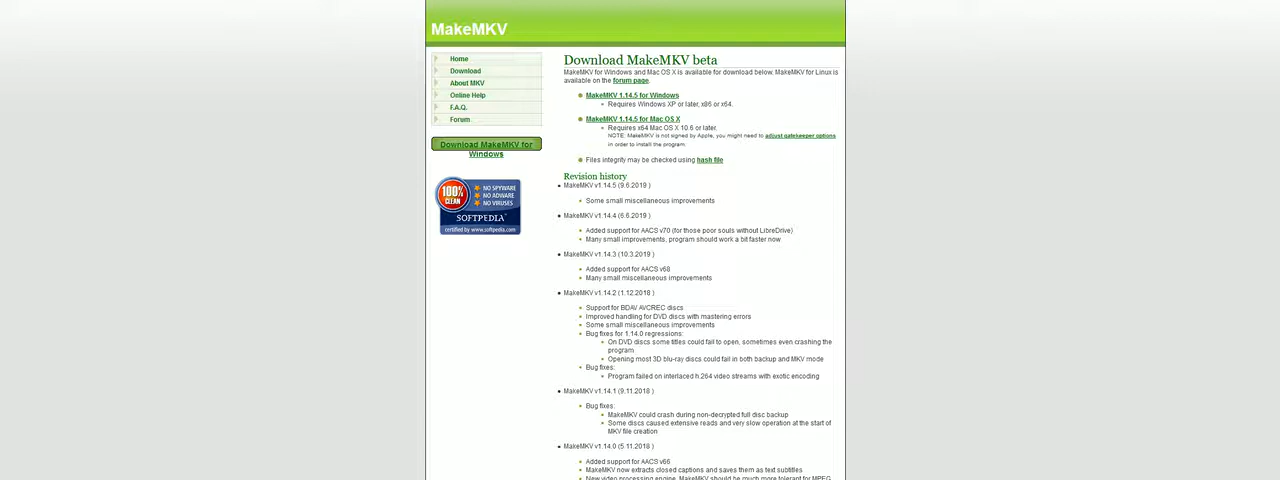 MakeMKV
Home
Download
About MKV
Online Help
F.A.Q.
Forum
Download MakeMKV for
Windows
100%
CLEAN
NO SPYWARE
NO ADWARE
NO VIRUSES
SOFTPEDIA
certified by www.softpedia.com
Download MakeMKV beta
MakeMKV for Windows and Mac OS X is available for download below. MakeMKV for Linux is
available on the forum page.
MakeMKV 1.14.5 for Windows
Requires Windows XP or later, x86 or x64.
MakeMKV 1.14.5 for Mac OS X
Requires x64 Mac OS X 10.6 or later.
NOTE: MakeMKV is not signed by Apple, you might need to adjust gatekeeper options
in order to install the program.
Files integrity may be checked using hash file
Revision history
MakeMKV v1.14.5 (9.6.2019 )
Some small miscellaneous improvements
MakeMKV v1.14.4 (6.6.2019 )
Added support for AACS v70 (for those poor souls without LibreDrive)
Many small improvements, program should work a bit faster now
MakeMKV v1.14.3 (10.3.2019 )
Added support for AACS v68
Many small miscellaneous improvements
MakeMKV v1.14.2 (1.12.2018 )
Support for BDAV AVCREC discs
Improved handling for DVD discs with mastering errors
Some small miscellaneous improvements
Bug fixes for 1.14.0 regressions:
On DVD discs some titles could fail to open, sometimes even crashing the
program
Opening most 3D blu-ray discs could fail in both backup and MKV mode
Bug fixes:
Program failed on interlaced h.264 video streams with exotic encoding
MakeMKV v1.14.1 (9.11.2018 )
Bug fixes:
MakeMKV could crash during non-decrypted full disc backup
Some discs caused extensive reads and very slow operation at the start of
MKV file creation
MakeMKV v1.14.0 (5.11.2018 )
Added support for AACS v66
MakeMKV now extracts closed captions and saves them as text subtitles
New video processing engine. MakeMKV should be much more tolerant for MPEG